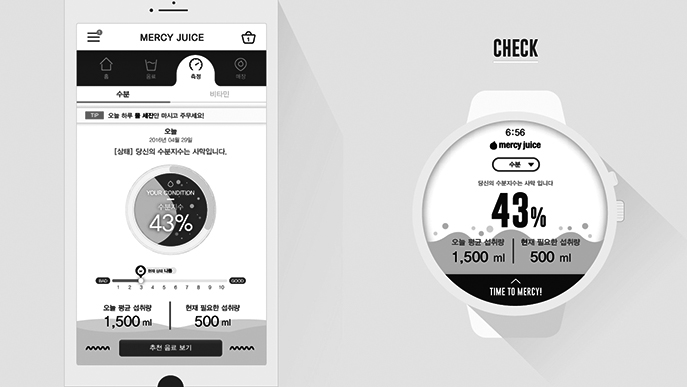 MERCY JUICE
1
홈
음료
측정
매장
수분
비타민
TIP 오늘 하루 물 세잔만 마시고 주무세요!
오늘
2016년 04월 29일
[상태] 당신의 수분지수는 사막입니다.
YOUR CONDITION
수분지수
43%
현재 상태 나쁨
BAD
GOOD
1 2 3 4 5 6 7 8 9 10
오늘 평균 섭취량
현재 필요한 섭취량
1,500 ml
500 ml
추천 음료 보기
CHECK
6:56
mercy juice
수분
당신의 수분지수는 사막 입니다
43%
오늘 평균 섭취량
현재 필요한 섭취량
1,500 ml
500 ml
TIME TO MERCY!